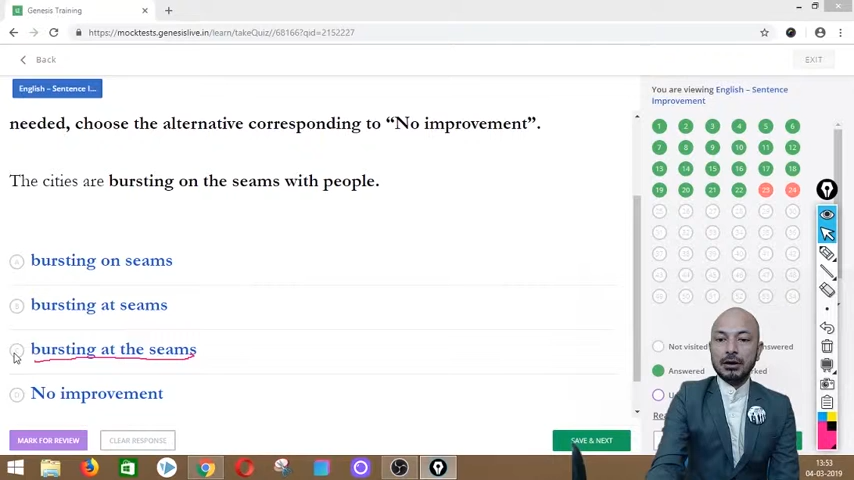 Genesis Training
https://mocktests.genesislive.in/learn/takeQuiz//68166?qid=2152227
Back
EXIT
English – Sentence I...
You are viewing English – Sentence
Improvement
needed, choose the alternative corresponding to “No improvement”.
The cities are bursting on the seams with people.
A bursting on seams
B bursting at seams
bursting at the seams
D No improvement
1 2 3 4 5 6
7 8 9 10 11 12
13 14 15 16 17 18
19 20 21 22 23 24
Not visited
Answered
MARK FOR REVIEW
CLEAR RESPONSE
SAVE & NEXT
13:53
04-03-2019